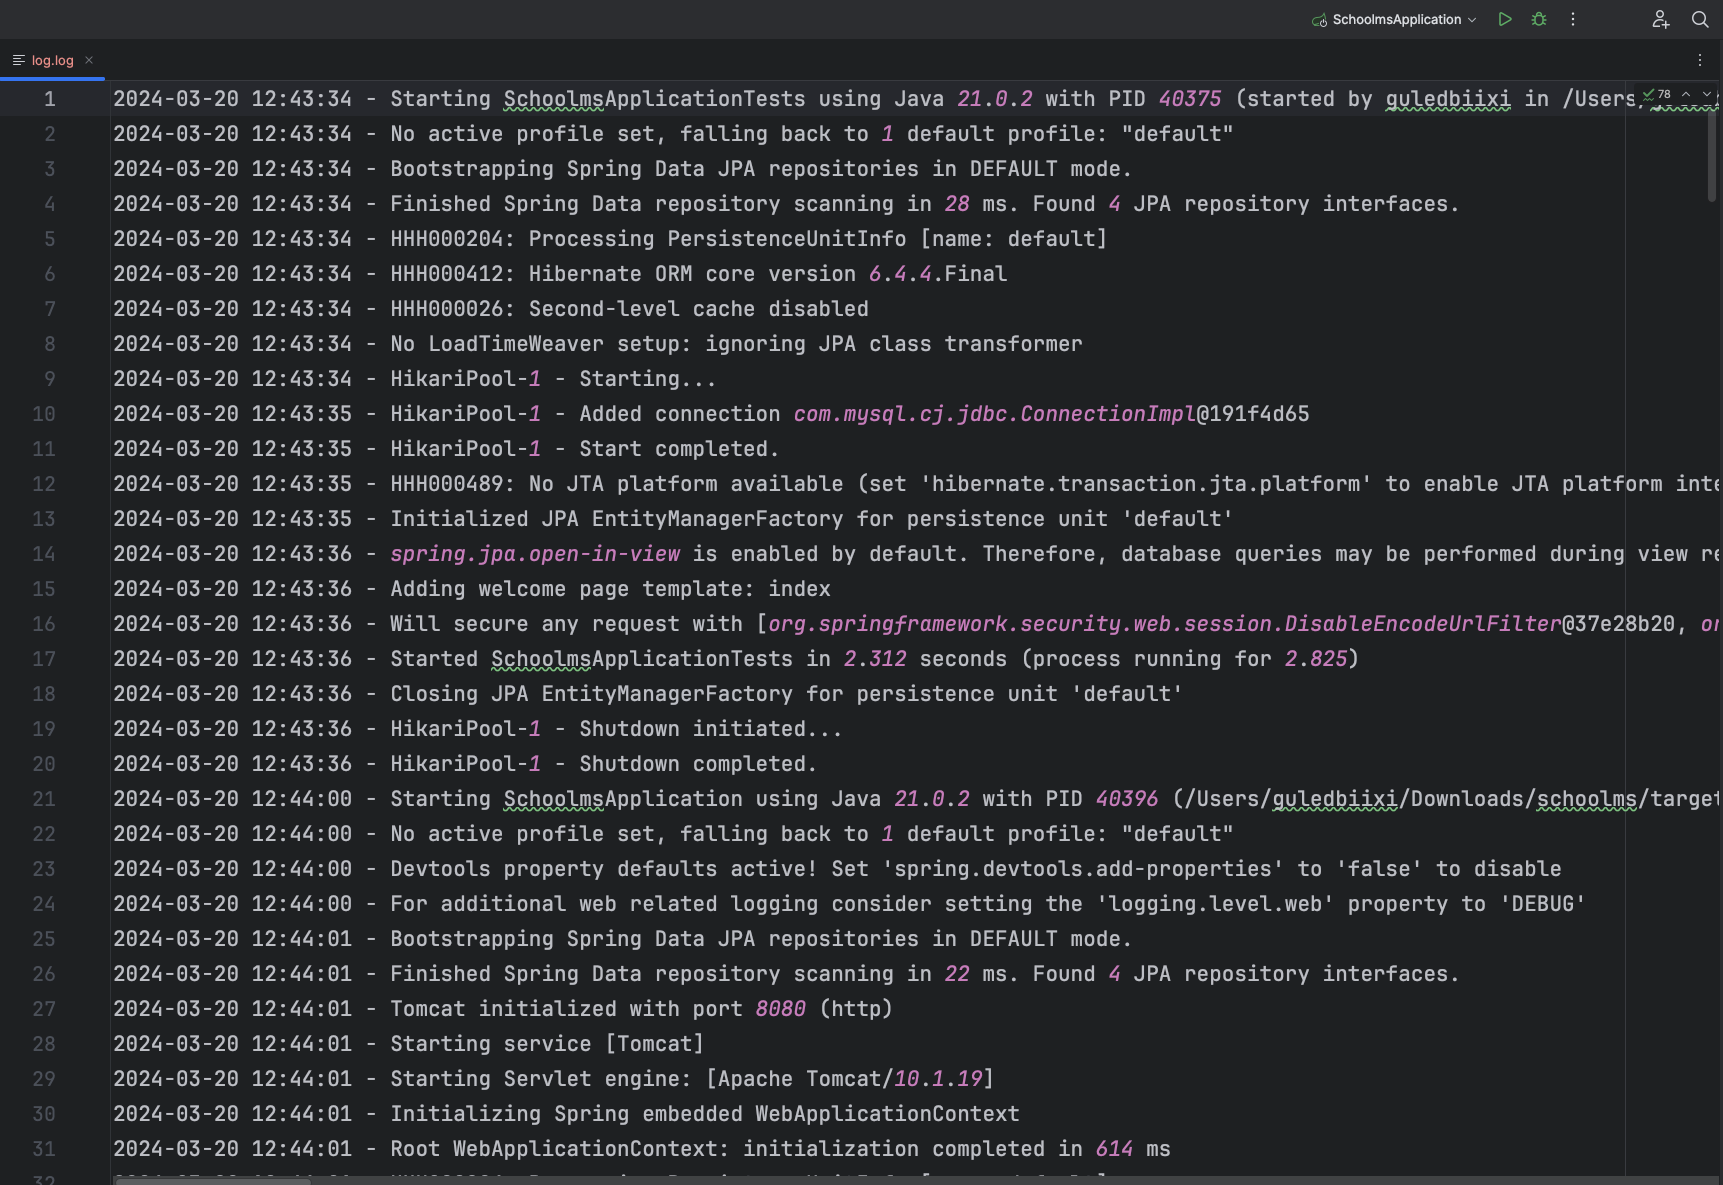 SchoolmsApplication
log.log
78
1 2024-03-20 12:43:34 - Starting SchoolmsApplicationTests using Java 21.0.2 with PID 40375 (started by guledbiixi in /Users/
2 2024-03-20 12:43:34 - No active profile set, falling back to 1 default profile: "default"
3 2024-03-20 12:43:34 - Bootstrapping Spring Data JPA repositories in DEFAULT mode.
4 2024-03-20 12:43:34 - Finished Spring Data repository scanning in 28 ms. Found 4 JPA repository interfaces.
5 2024-03-20 12:43:34 - HHH000204: Processing PersistenceUnitInfo [name: default]
6 2024-03-20 12:43:34 - HHH000412: Hibernate ORM core version 6.4.4.Final
7 2024-03-20 12:43:34 - HHH000026: Second-level cache disabled
8 2024-03-20 12:43:34 - No LoadTimeWeaver setup: ignoring JPA class transformer
9 2024-03-20 12:43:34 - HikariPool-1 - Starting...
10 2024-03-20 12:43:35 - HikariPool-1 - Added connection com.mysql.cj.jdbc.ConnectionImpl@191f4d65
11 2024-03-20 12:43:35 - HikariPool-1 - Start completed.
12 2024-03-20 12:43:35 - HHH000489: No JTA platform available (set 'hibernate.transaction.jta.platform' to enable JTA platform inte
13 2024-03-20 12:43:35 - Initialized JPA EntityManagerFactory for persistence unit 'default'
14 2024-03-20 12:43:36 - spring.jpa.open-in-view is enabled by default. Therefore, database queries may be performed during view re
15 2024-03-20 12:43:36 - Adding welcome page template: index
16 2024-03-20 12:43:36 - Will secure any request with [org.springframework.security.web.session.DisableEncodeUrlFilter@37e28b20, or
17 2024-03-20 12:43:36 - Started SchoolmsApplicationTests in 2.312 seconds (process running for 2.825)
18 2024-03-20 12:43:36 - Closing JPA EntityManagerFactory for persistence unit 'default'
19 2024-03-20 12:43:36 - HikariPool-1 - Shutdown initiated...
20 2024-03-20 12:43:36 - HikariPool-1 - Shutdown completed.
21 2024-03-20 12:44:00 - Starting SchoolmsApplication using Java 21.0.2 with PID 40396 (/Users/guledbiixi/Downloads/schoolms/target
22 2024-03-20 12:44:00 - No active profile set, falling back to 1 default profile: "default"
23 2024-03-20 12:44:00 - Devtools property defaults active! Set 'spring.devtools.add-properties' to 'false' to disable
24 2024-03-20 12:44:00 - For additional web related logging consider setting the 'logging.level.web' property to 'DEBUG'
25 2024-03-20 12:44:01 - Bootstrapping Spring Data JPA repositories in DEFAULT mode.
26 2024-03-20 12:44:01 - Finished Spring Data repository scanning in 22 ms. Found 4 JPA repository interfaces.
27 2024-03-20 12:44:01 - Tomcat initialized with port 8080 (http)
28 2024-03-20 12:44:01 - Starting service [Tomcat]
29 2024-03-20 12:44:01 - Starting Servlet engine: [Apache Tomcat/10.1.19]
30 2024-03-20 12:44:01 - Initializing Spring embedded WebApplicationContext
31 2024-03-20 12:44:01 - Root WebApplicationContext: initialization completed in 614 ms
32